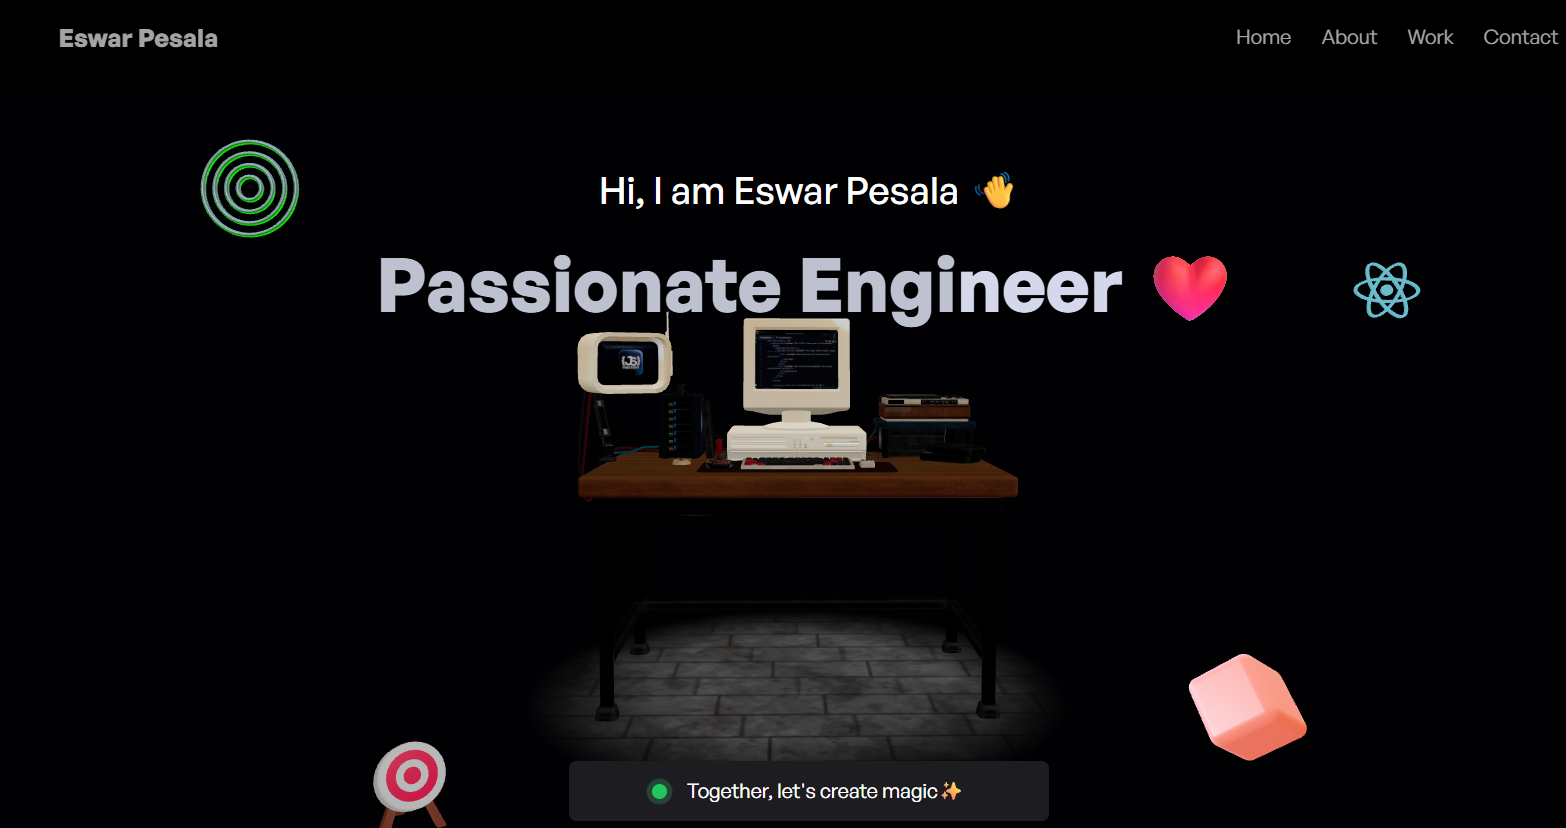 Eswar Pesala
Home About Work Contact
Hi, I am Eswar Pesala 👋
Passionate Engineer
{JS}
Together, let's create magic✨